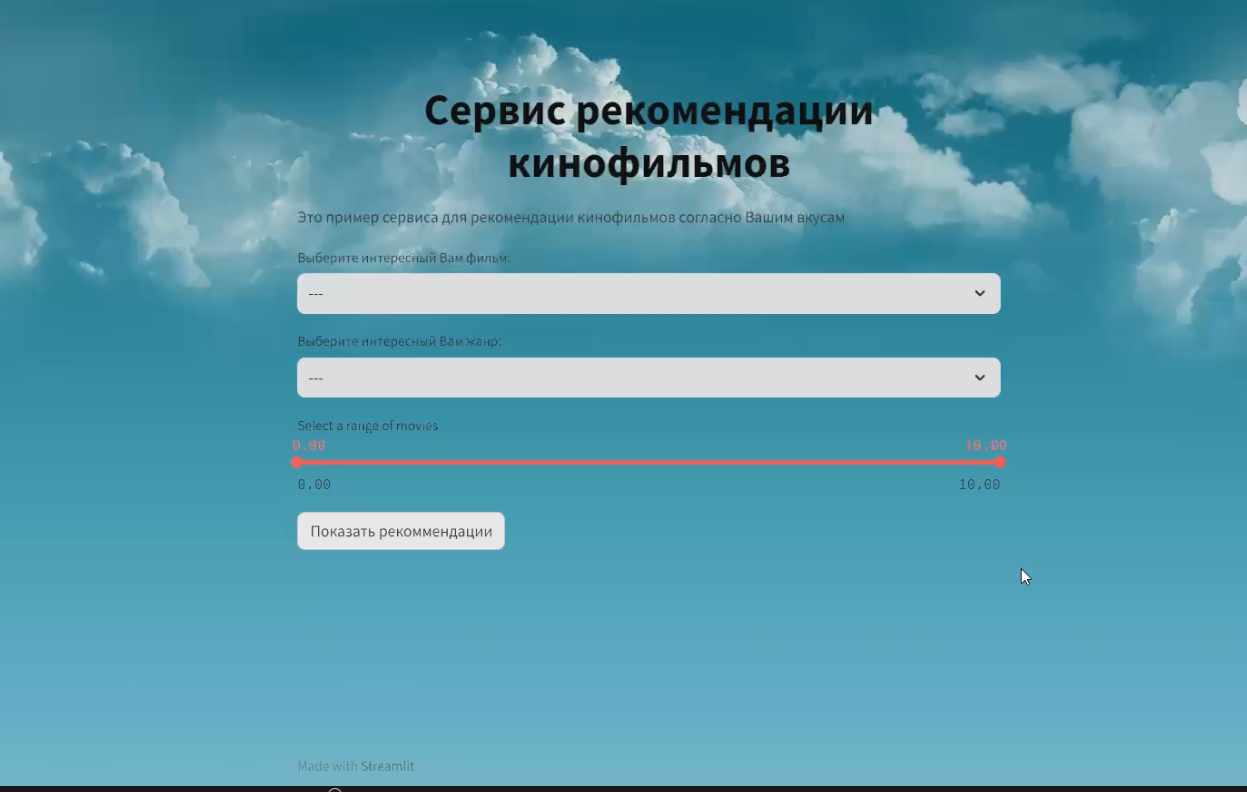 Сервис рекомендации
кинофильмов
Это пример сервиса для рекомендации кинофильмов согласно Вашим вкусам
Выберите интересный Вам фильм:
---
Выберите интересный Вам жанр:
---
Select a range of movies
0.00 10.00
0.00 10.00
Показать рекоммендации
Made with Streamlit